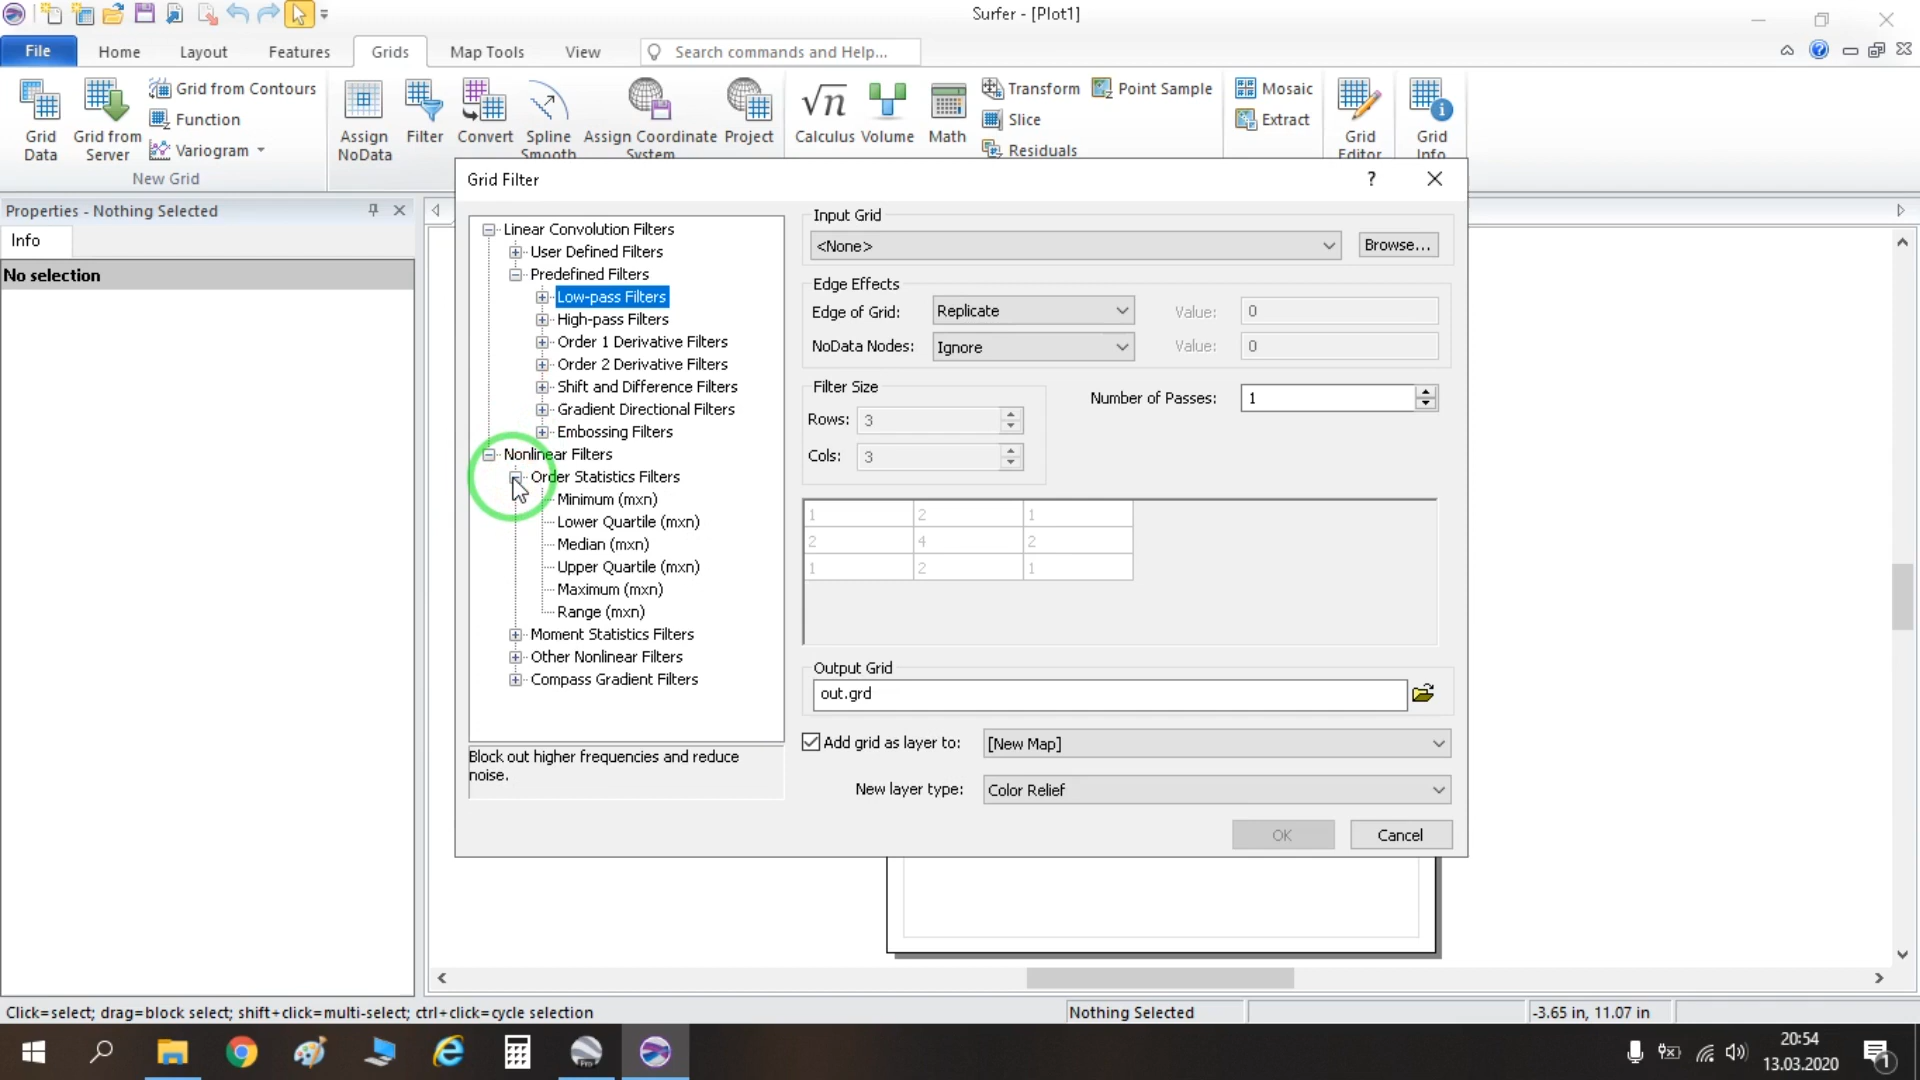 Surfer - [Plot1]
File
Home
Layout
Features
Grids
Map Tools
View
Search commands and Help...
Grid Data
Grid from Server
Grid from Contours
Function
Variogram
New Grid
Assign NoData
Filter
Convert
Spline Smooth
Assign Coordinate System
Project
Calculus
Volume
Math
Transform
Slice
Residuals
Point Sample
Mosaic
Extract
Grid Editor
Grid Info
Properties - Nothing Selected
Info
No selection
Grid Filter
?
Linear Convolution Filters
User Defined Filters
Predefined Filters
Low-pass Filters
High-pass Filters
Order 1 Derivative Filters
Order 2 Derivative Filters
Shift and Difference Filters
Gradient Directional Filters
Embossing Filters
Nonlinear Filters
Order Statistics Filters
Minimum (mxn)
Lower Quartile (mxn)
Median (mxn)
Upper Quartile (mxn)
Maximum (mxn)
Range (mxn)
Moment Statistics Filters
Other Nonlinear Filters
Compass Gradient Filters
Block out higher frequencies and reduce
noise.
Input Grid
<None>
Browse...
Edge Effects
Edge of Grid: Replicate Value: 0
NoData Nodes: Ignore Value: 0
Filter Size
Rows: 3
Number of Passes: 1
Cols: 3
1 2 1
2 4 2
1 2 1
Output Grid
out.grd
Add grid as layer to: [New Map]
New layer type: Color Relief
OK
Cancel
Click=select; drag=block select; shift+click=multi-select; ctrl+click=cycle selection
Nothing Selected
-3.65 in, 11.07 in
20:54
13.03.2020
1